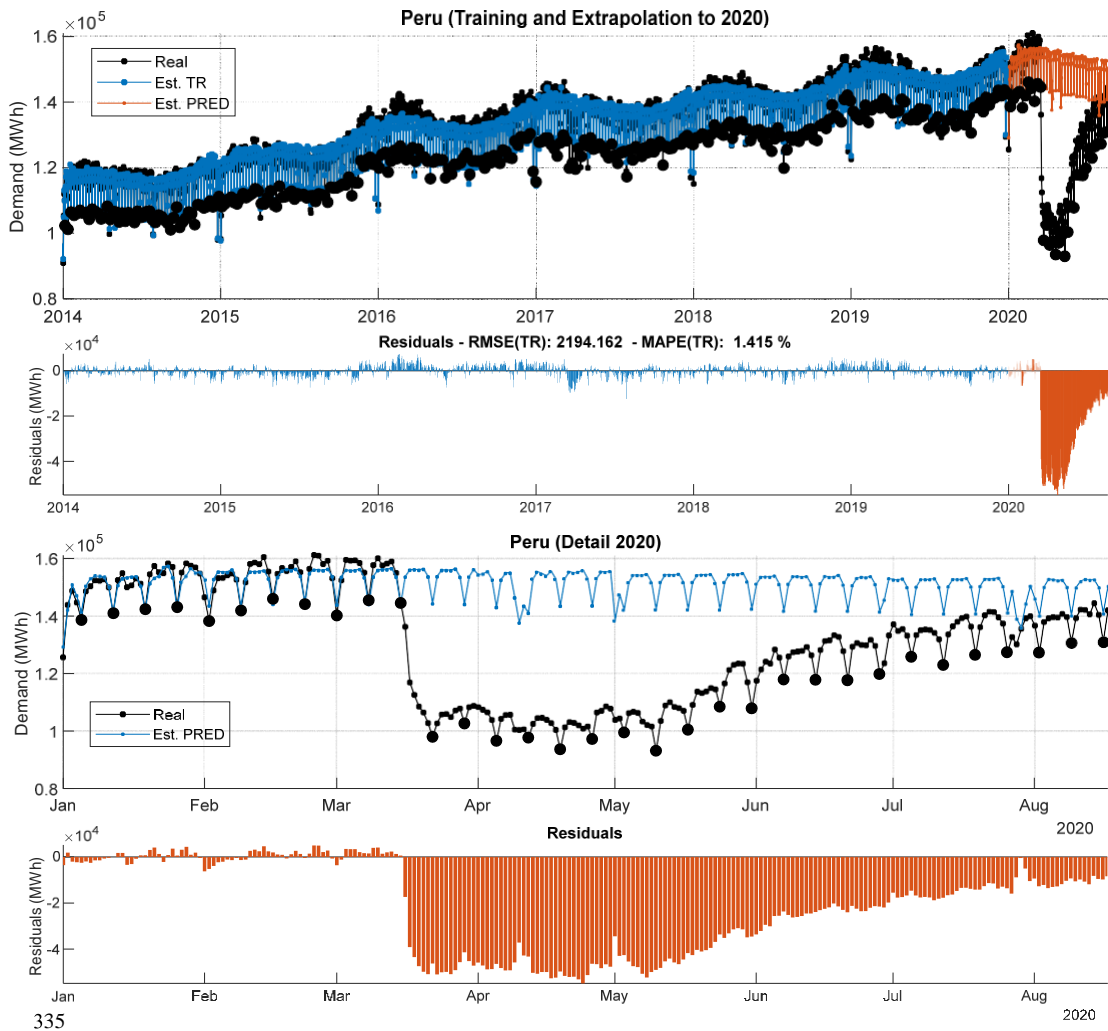 Peru (Training and Extrapolation to 2020)
×10^5
1.6
1.4
1.2
1
0.8
Demand (MWh)
Real
Est. TR
Est. PRED
2014 2015 2016 2017 2018 2019 2020
Residuals - RMSE(TR): 2194.162 - MAPE(TR): 1.415 %
×10^4
0
-2
-4
Residuals (MWh)
2014 2015 2016 2017 2018 2019 2020
Peru (Detail 2020)
×10^5
1.6
1.4
1.2
1
0.8
Demand (MWh)
Real
Est. PRED
Jan Feb Mar Apr May Jun Jul Aug
2020
Residuals
×10^4
0
-2
-4
Residuals (MWh)
Jan Feb Mar Apr May Jun Jul Aug
2020
335